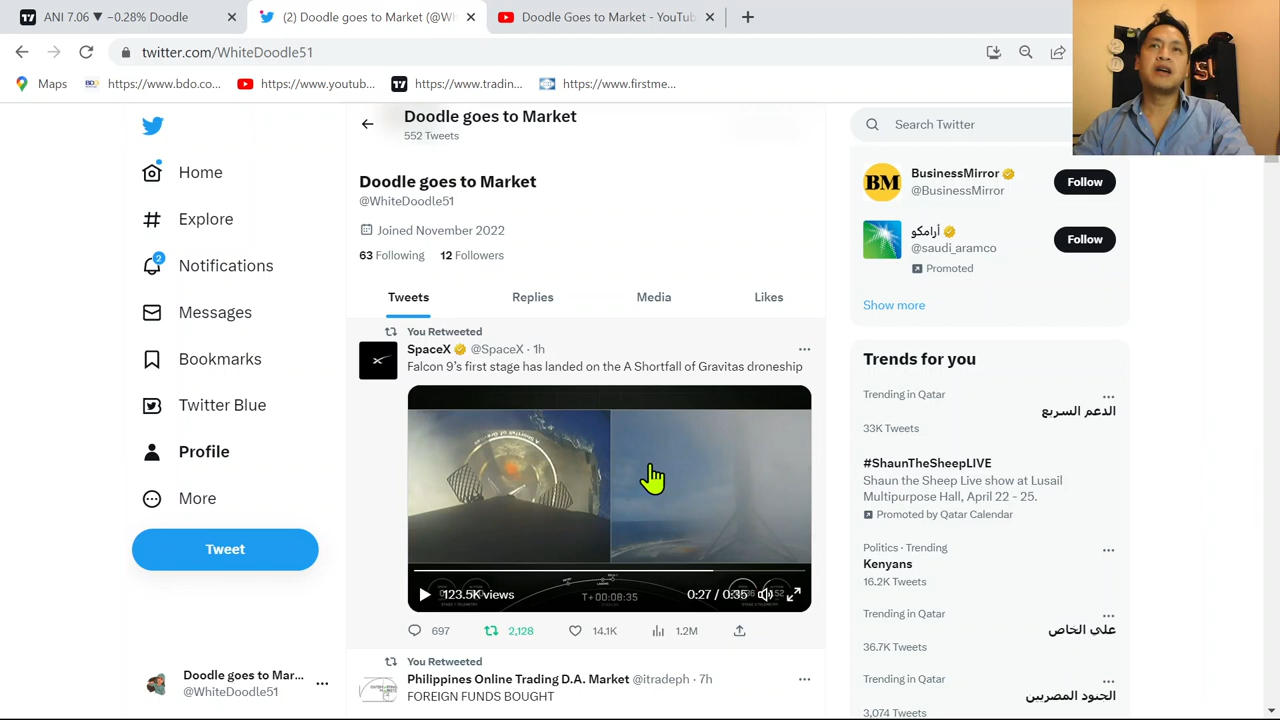 ANI 7.06 ▼ −0.28% Doodle
(2) Doodle goes to Market (@Wh
Doodle Goes to Market - YouTub
twitter.com/WhiteDoodle51
Maps
https://www.bdo.co...
https://www.youtub...
https://www.tradin...
https://www.firstme...
Doodle goes to Market
552 Tweets
Search Twitter
Home
Explore
Notifications
2
Messages
Bookmarks
Twitter Blue
Profile
More
Tweet
Doodle goes to Mar...
@WhiteDoodle51
Doodle goes to Market
@WhiteDoodle51
Joined November 2022
63 Following 12 Followers
Tweets Replies Media Likes
You Retweeted
SpaceX @SpaceX · 1h
Falcon 9's first stage has landed on the A Shortfall of Gravitas droneship
123.5K views
T+00:08:35
0:27 / 0:35
697 2,128 14.1K 1.2M
You Retweeted
Philippines Online Trading D.A. Market @itradeph · 7h
FOREIGN FUNDS BOUGHT
BM
BusinessMirror
@BusinessMirror
Follow
أرامكو
@saudi_aramco
Promoted
Follow
Show more
Trends for you
Trending in Qatar
الدعم السريع
33K Tweets
#ShaunTheSheepLIVE
Shaun the Sheep Live show at Lusail
Multipurpose Hall, April 22 - 25.
Promoted by Qatar Calendar
Politics · Trending
Kenyans
16.2K Tweets
Trending in Qatar
علي الخاص
36.7K Tweets
Trending in Qatar
الجنود المصريين
3,074 Tweets